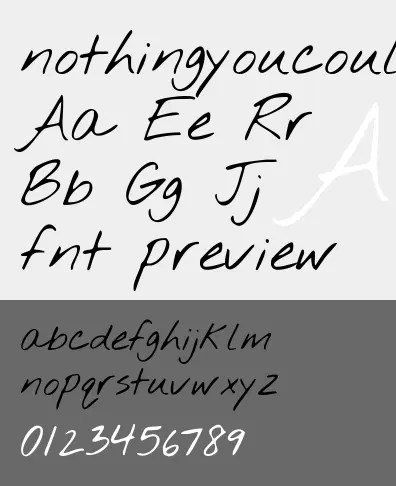 nothingyoucoul
Aa Ee Rr
Bb Gg Jj
A
fnt preview
abcdefghijklm
nopqrstuvwxyz
0123456789